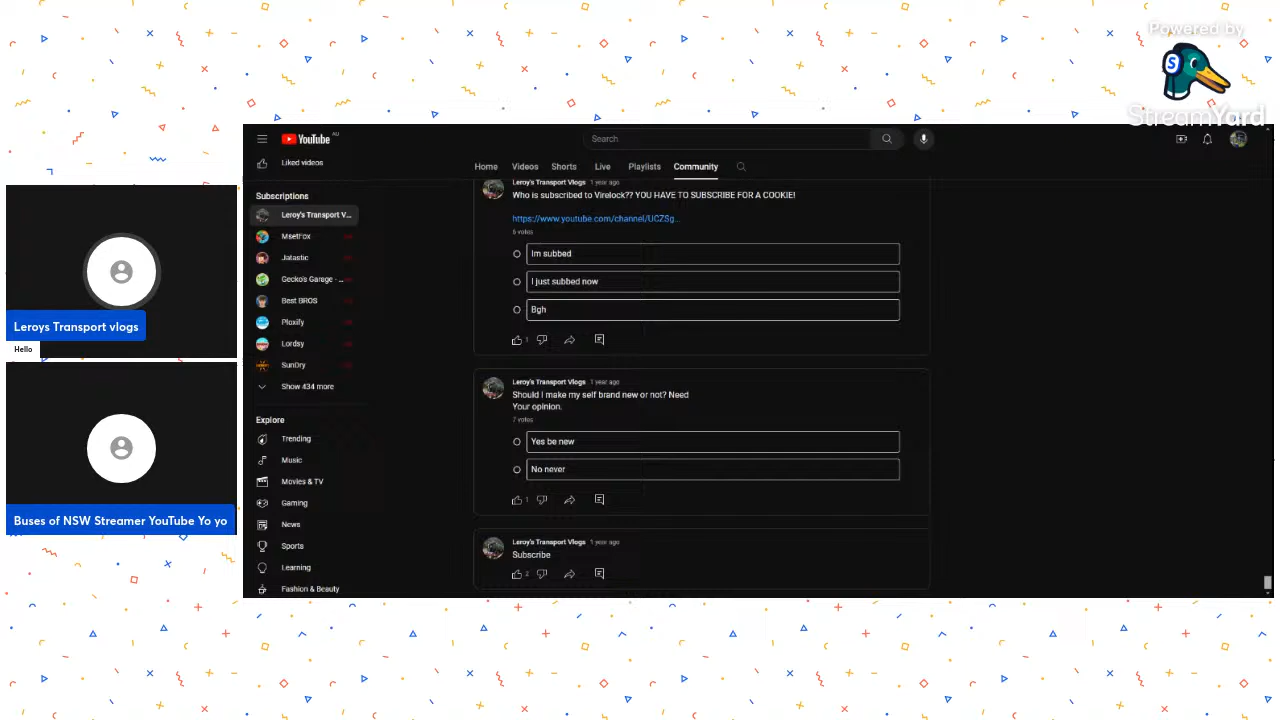 Powered by
StreamYard
Leroys Transport vlogs
Hello
Buses of NSW Streamer YouTube Yo yo
YouTube AU
Search
Liked videos
Subscriptions
Leroy's Transport V...
MsetFox
Jatastic
Gecko's Garage - ...
Best BROS
Ploxify
Lordsy
SunDry
Show 434 more
Explore
Trending
Music
Movies & TV
Gaming
News
Sports
Learning
Fashion & Beauty
Home Videos Shorts Live Playlists Community
Leroy's Transport Vlogs 1 year ago
Who is subscribed to Virelock?? YOU HAVE TO SUBSCRIBE FOR A COOKIE!
https://www.youtube.com/channel/UCZSg...
6 votes
Im subbed
I just subbed now
Bgh
1
Leroy's Transport Vlogs 1 year ago
Should I make my self brand new or not? Need
Your opinion.
7 votes
Yes be new
No never
1
Leroy's Transport Vlogs 1 year ago
Subscribe
2